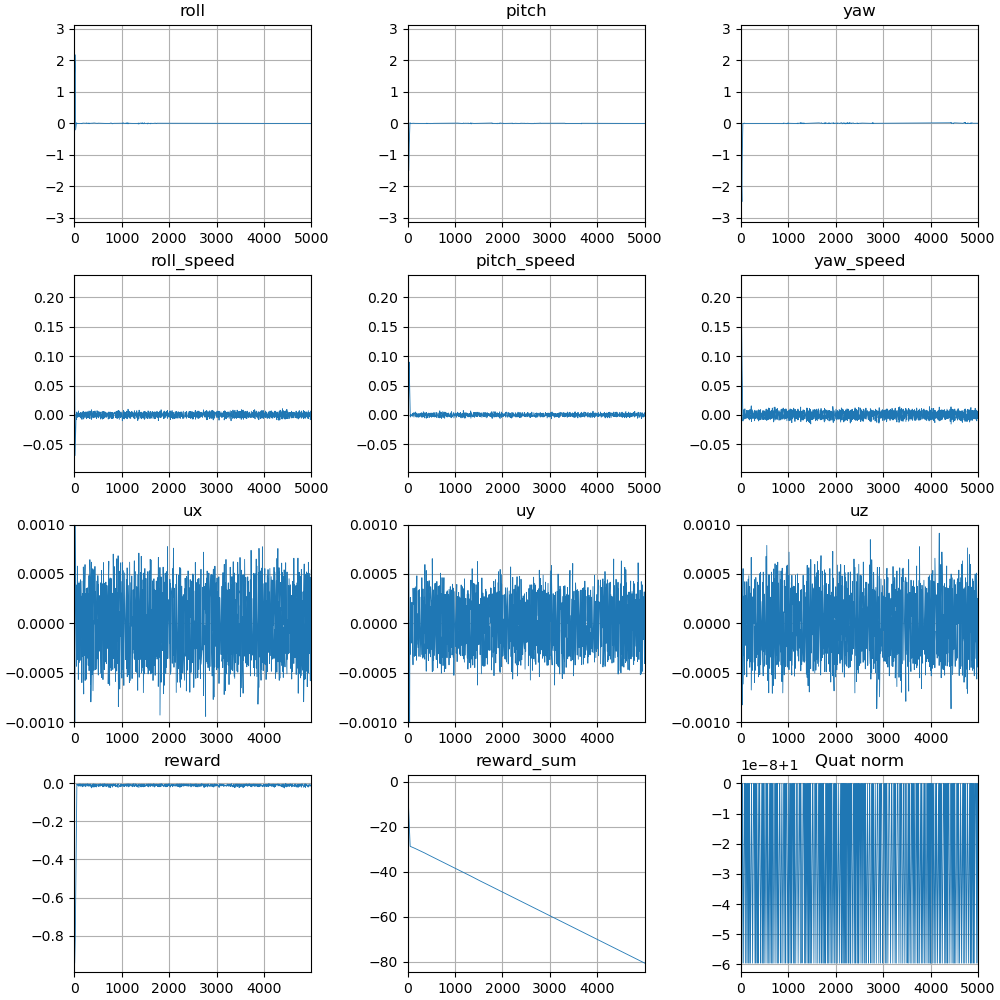 roll pitch yaw
3 3 3
2 2 2
1 1 1
0 0 0
−1 −1 −1
−2 −2 −2
−3 −3 −3
0 1000 2000 3000 4000 5000 0 1000 2000 3000 4000 5000 0 1000 2000 3000 4000 5000
roll_speed pitch_speed yaw_speed
0.20 0.20 0.20
0.15 0.15 0.15
0.10 0.10 0.10
0.05 0.05 0.05
0.00 0.00 0.00
−0.05 −0.05 −0.05
0 1000 2000 3000 4000 5000 0 1000 2000 3000 4000 5000 0 1000 2000 3000 4000 5000
ux uy uz
0.0010 0.0010 0.0010
0.0005 0.0005 0.0005
0.0000 0.0000 0.0000
−0.0005 −0.0005 −0.0005
−0.0010 −0.0010 −0.0010
0 1000 2000 3000 4000 0 1000 2000 3000 4000 0 1000 2000 3000 4000
reward reward_sum 1e−8+1 Quat norm
0.0 0 0
−0.2 −20 −1
−0.4 −40 −2
−0.6 −60 −3
−0.8 −80 −4
−5
−6
0 1000 2000 3000 4000 0 1000 2000 3000 4000 5000 0 1000 2000 3000 4000 5000